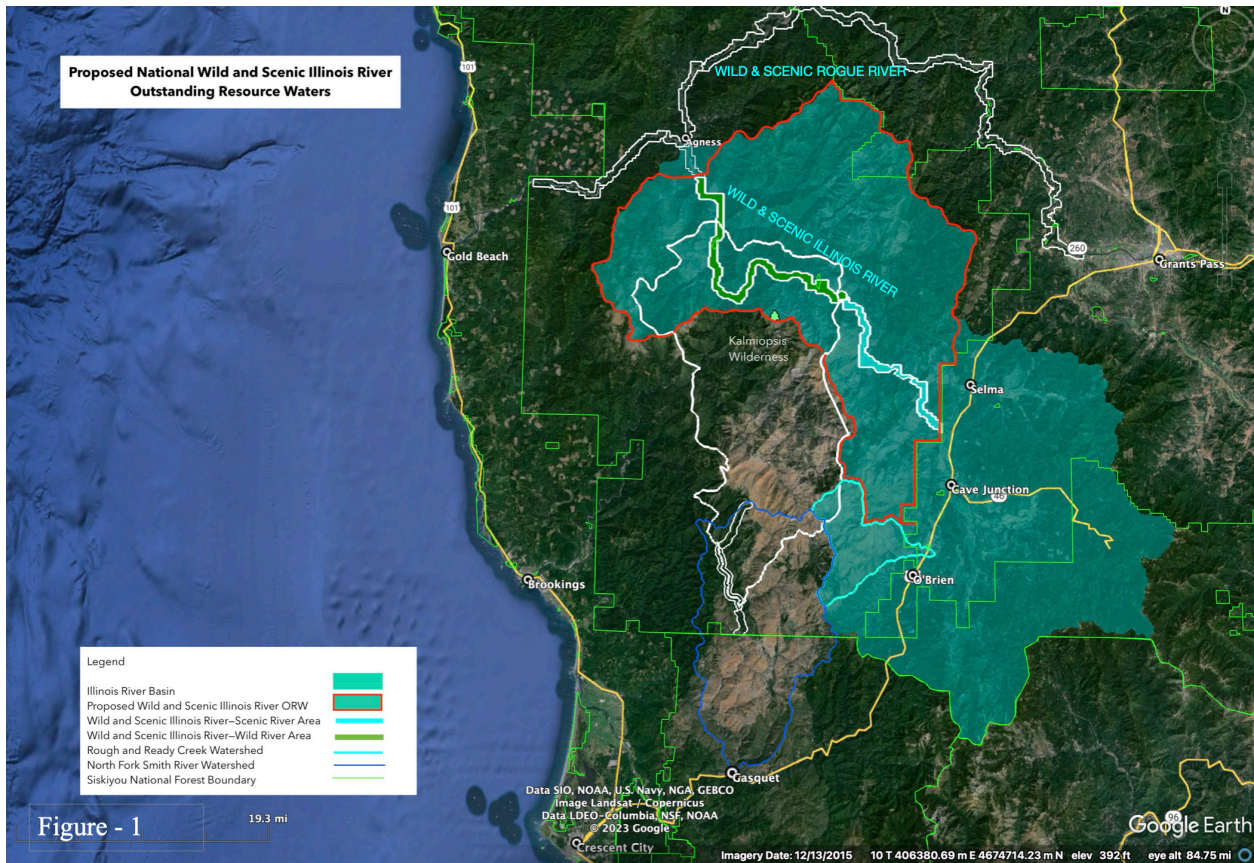 Proposed National Wild and Scenic Illinois River
Outstanding Resource Waters
N
101
WILD & SCENIC ROGUE RIVER
Agness
WILD & SCENIC ILLINOIS RIVER
101
Gold Beach
260
Grants Pass
Kalmiopsis
Wilderness
Selma
Cave Junction
46
Brookings
O'Brien
Legend
Illinois River Basin
Proposed Wild and Scenic Illinois River ORW
Wild and Scenic Illinois River—Scenic River Area
Wild and Scenic Illinois River—Wild River Area
Rough and Ready Creek Watershed
North Fork Smith River Watershed
Siskiyou National Forest Boundary
Gasquet
Data SIO, NOAA, U.S. Navy, NGA, GEBCO
Image Landsat / Copernicus
Data LDEO-Columbia, NSF, NOAA
© 2023 Google
Figure - 1
19.3 mi
Crescent City
96
Google Earth
Imagery Date: 12/13/2015 10 T 406380.69 m E 4674714.23 m N elev 392 ft eye alt 84.75 mi